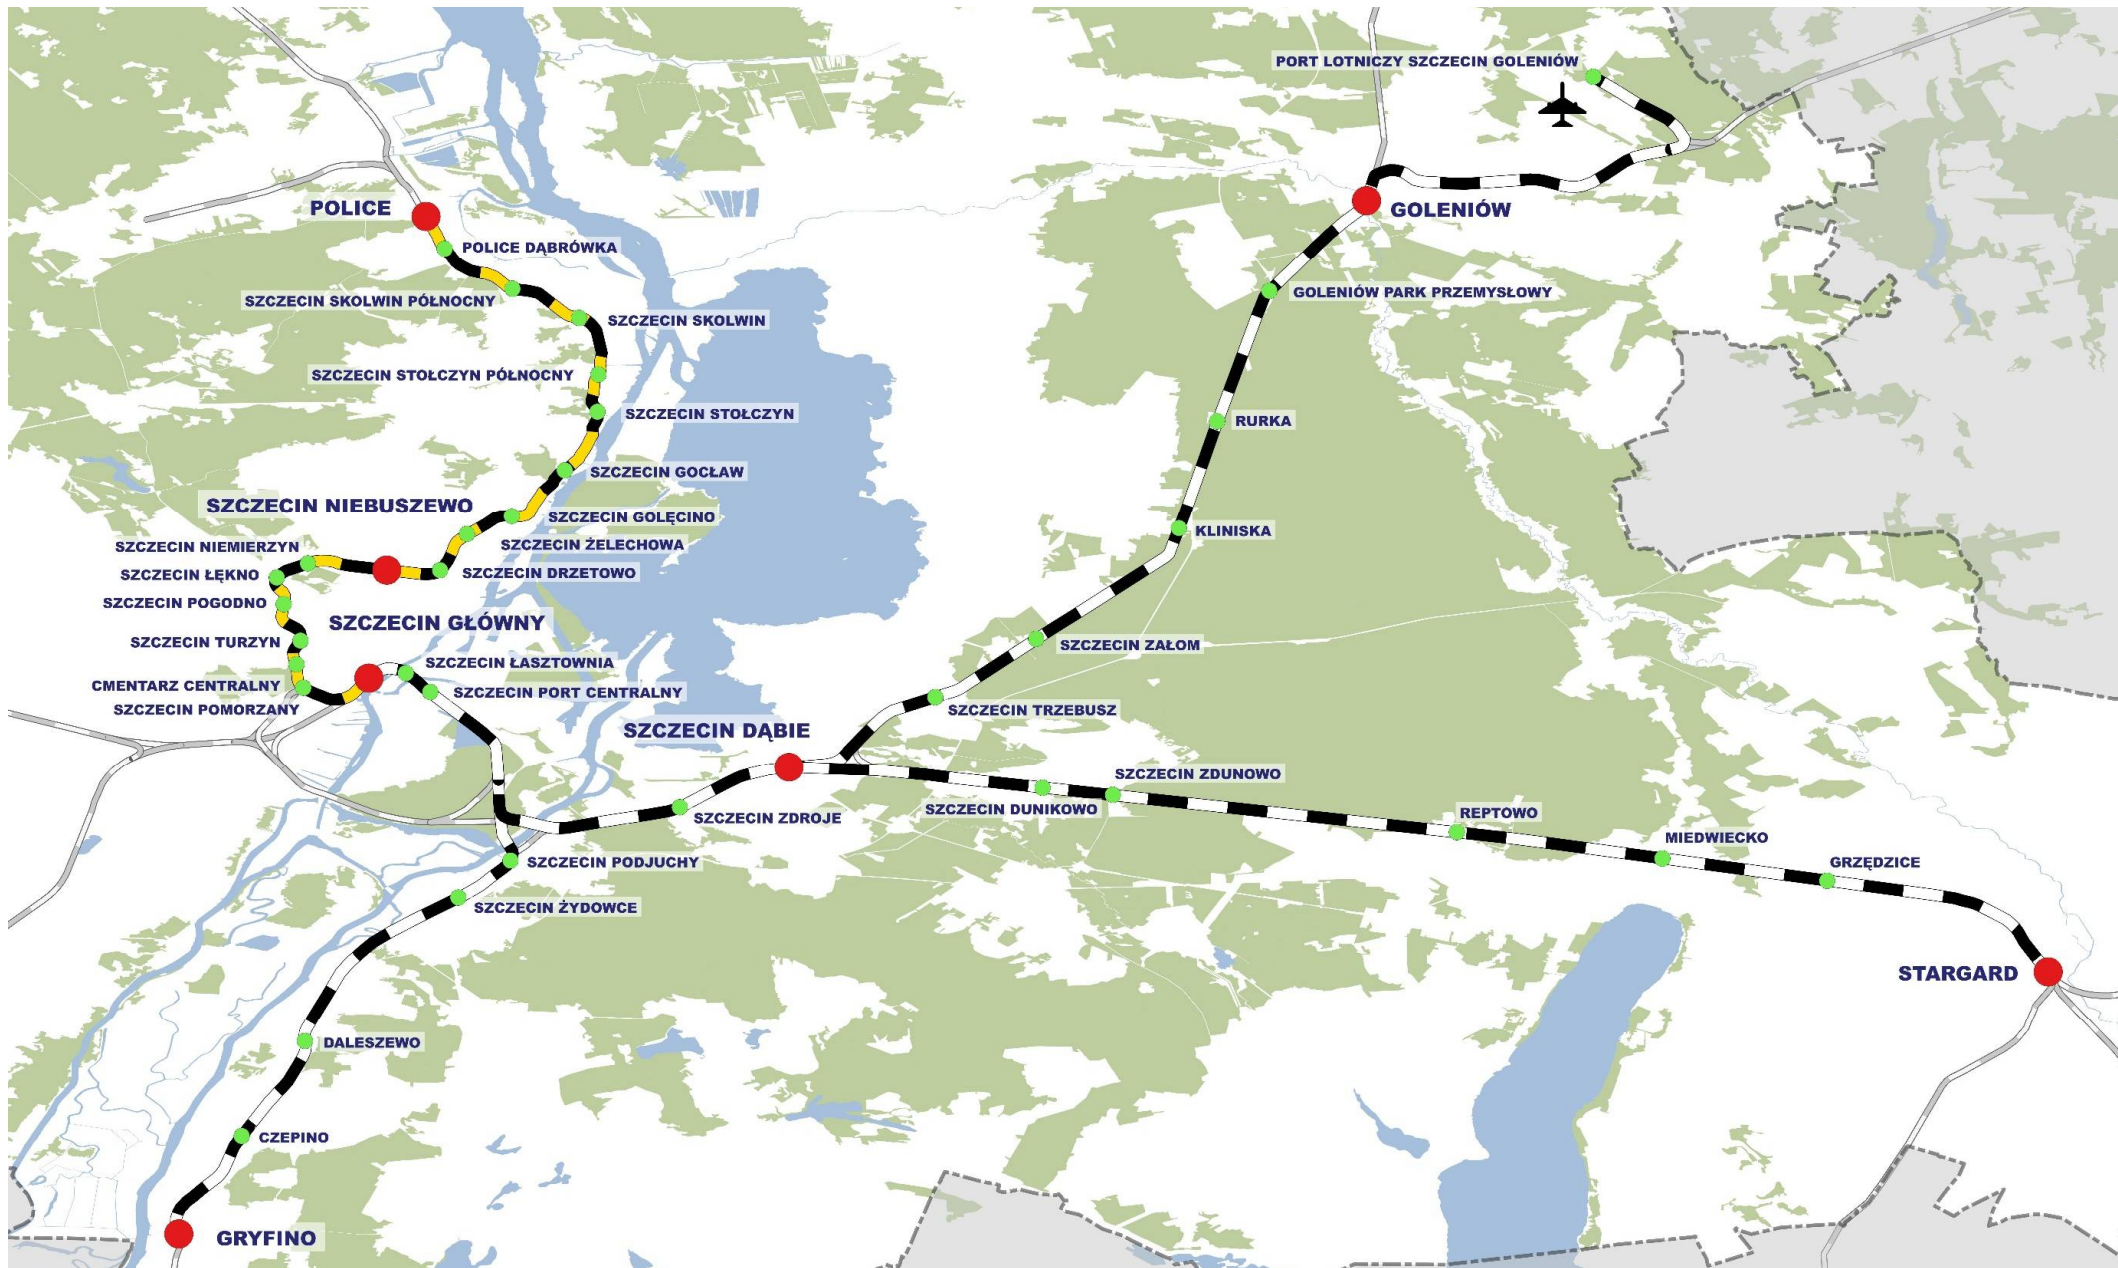 PORT LOTNICZY SZCZECIN GOLENIÓW
POLICE
GOLENIÓW
POLICE DĄBRÓWKA
SZCZECIN SKOLWIN PÓŁNOCNY
GOLENIÓW PARK PRZEMYSŁOWY
SZCZECIN SKOLWIN
SZCZECIN STOŁCZYN PÓŁNOCNY
SZCZECIN STOŁCZYN
RURKA
SZCZECIN GOCŁAW
SZCZECIN NIEBUSZEWO
SZCZECIN GOLĘCINO
KLINISKA
SZCZECIN NIEMIERZYN
SZCZECIN ŻELECHOWA
SZCZECIN ŁĘKNO
SZCZECIN DRZETOWO
SZCZECIN POGODNO
SZCZECIN GŁÓWNY
SZCZECIN TURZYN
SZCZECIN ZAŁOM
SZCZECIN ŁASZTOWNIA
CMENTARZ CENTRALNY
SZCZECIN PORT CENTRALNY
SZCZECIN POMORZANY
SZCZECIN TRZEBUSZ
SZCZECIN DĄBIE
SZCZECIN ZDUNOWO
SZCZECIN DUNIKOWO
SZCZECIN ZDROJE
REPTOWO
MIEDWIECKO
SZCZECIN PODJUCHY
GRZĘDZICE
SZCZECIN ŻYDOWCE
STARGARD
DALESZEWO
CZEPINO
GRYFINO